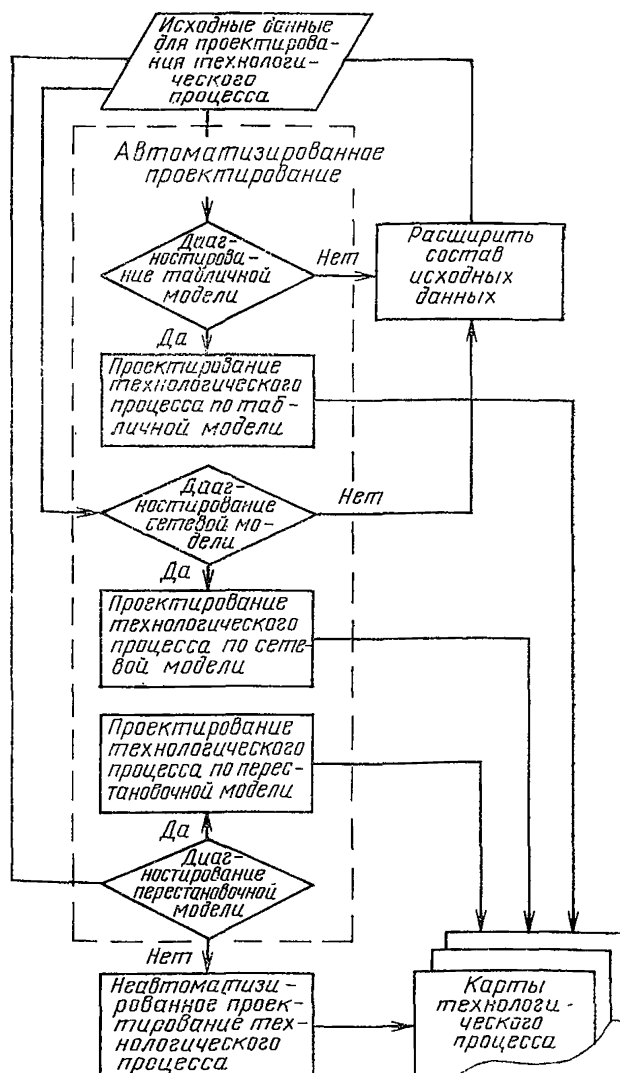 Исходные данные
для проектирова-
ния технологи-
ческого
процесса
Автоматизированное
проектирование
Диаг-
ностирова-
ние тайличной
модели
Нет
Расширить
состав
исходных
данных
Да
Проектирование
технологического
процесса по таб-
личной модели
Диаг-
ностирование
сетевой мо-
дели
Нет
Да
Проектирование
технологического
процесса по сете-
вой модели
Проектирование
технологического
процесса по перес-
тановочной модели
Да
Диаг-
ностирование
перестановочной
модели
Нет
Неавтоматизи-
рованное проек-
тирование тех-
нологического
процесса
Карты
технологи-
ческого
процесса